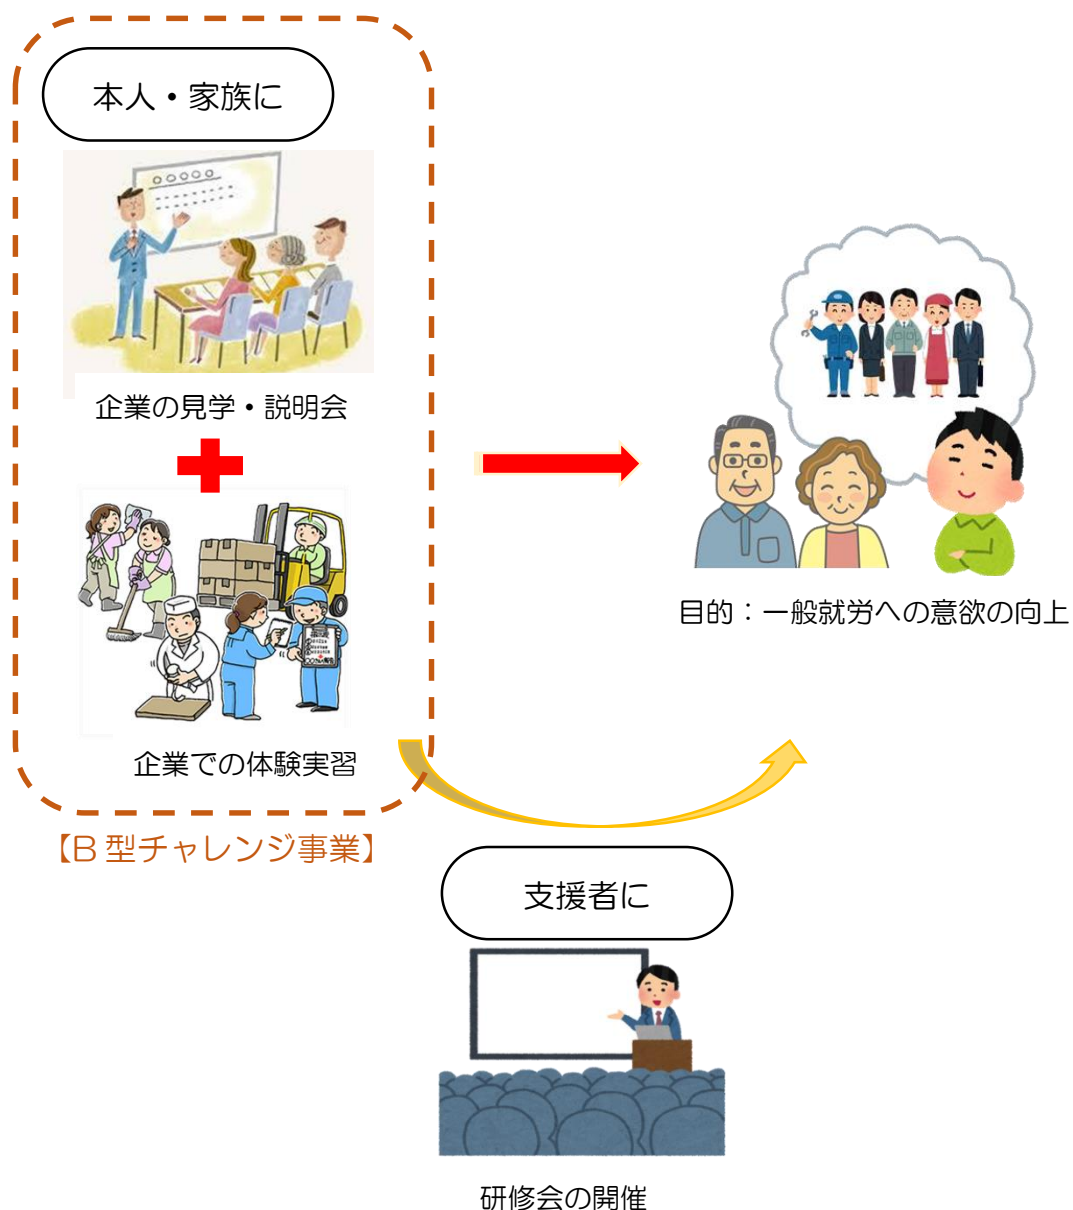 本人・家族に
企業の見学・説明会
企業での体験実習
【B型チャレンジ事業】
目的：一般就労への意欲の向上
支援者に
研修会の開催